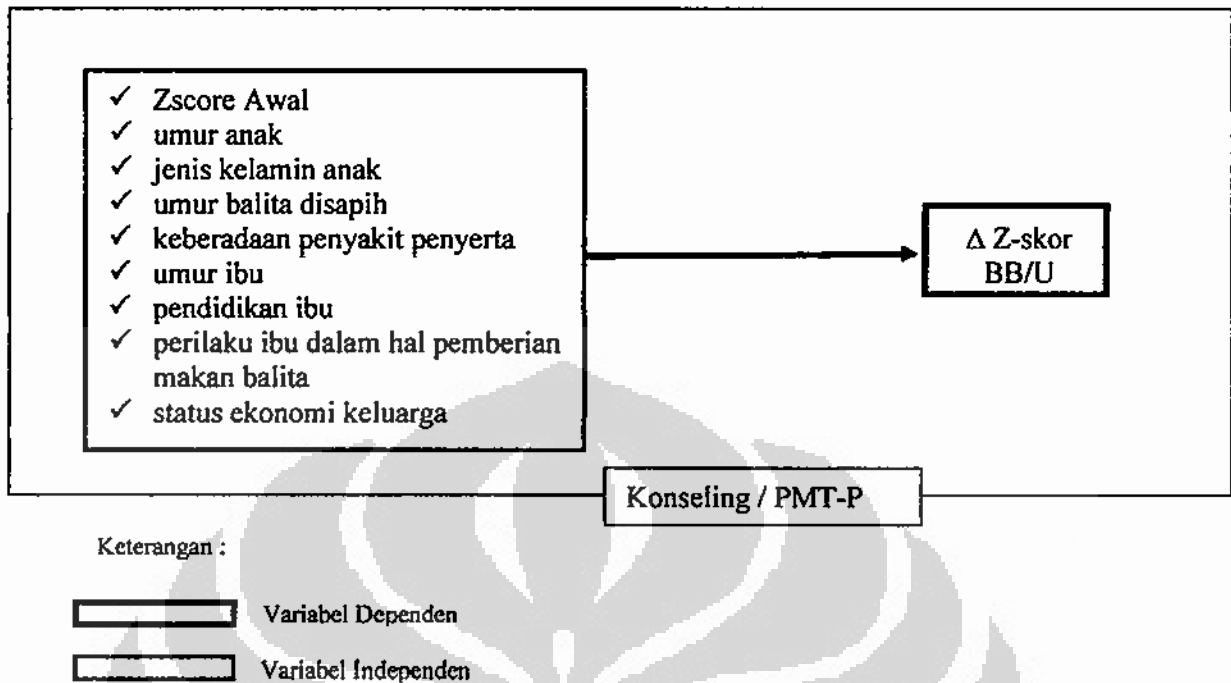 ✓ Zscore Awal
✓ umur anak
✓ jenis kelamin anak
✓ umur balita disapih
✓ keberadaan penyakit penyerta
✓ umur ibu
✓ pendidikan ibu
✓ perilaku ibu dalam hal pemberian
makan balita
✓ status ekonomi keluarga
Δ Z-skor
BB/U
Konseling / PMT-P
Keterangan :
Variabel Dependen
Variabel Independen